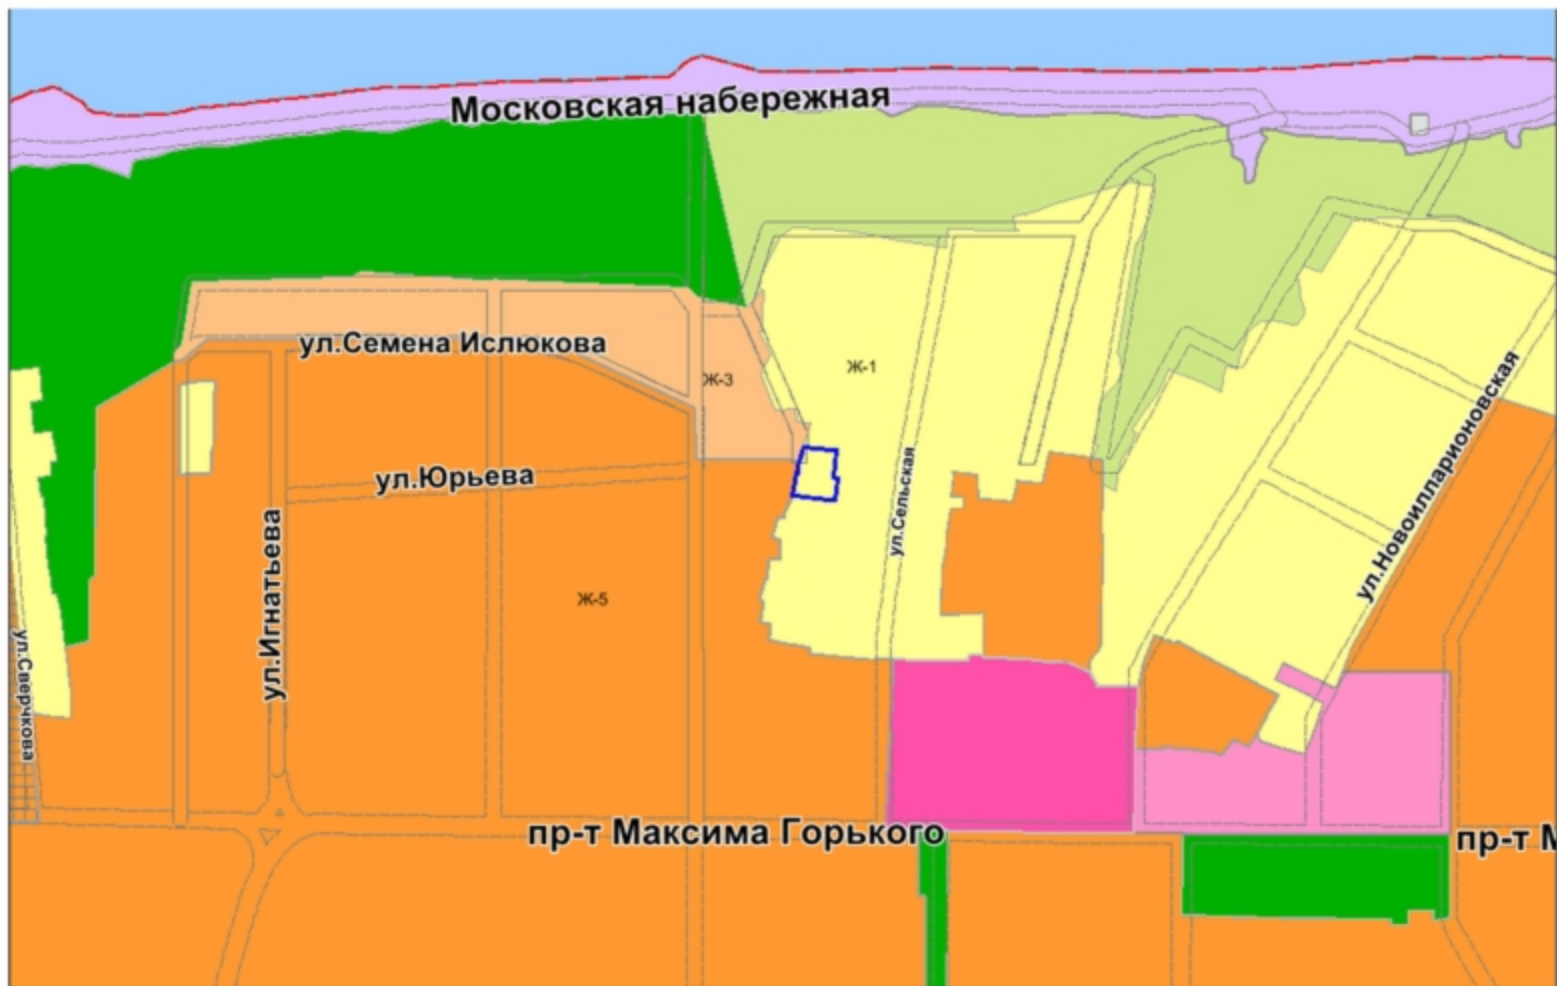 Московская набережная
ул.Семена Ислюкова
Ж-3
Ж-1
ул.Новоилларионовская
ул.Юрьева
ул.Сельская
ул.Игнатьева
Ж-5
ул.Сверчкова
пр-т Максима Горького
пр-т М